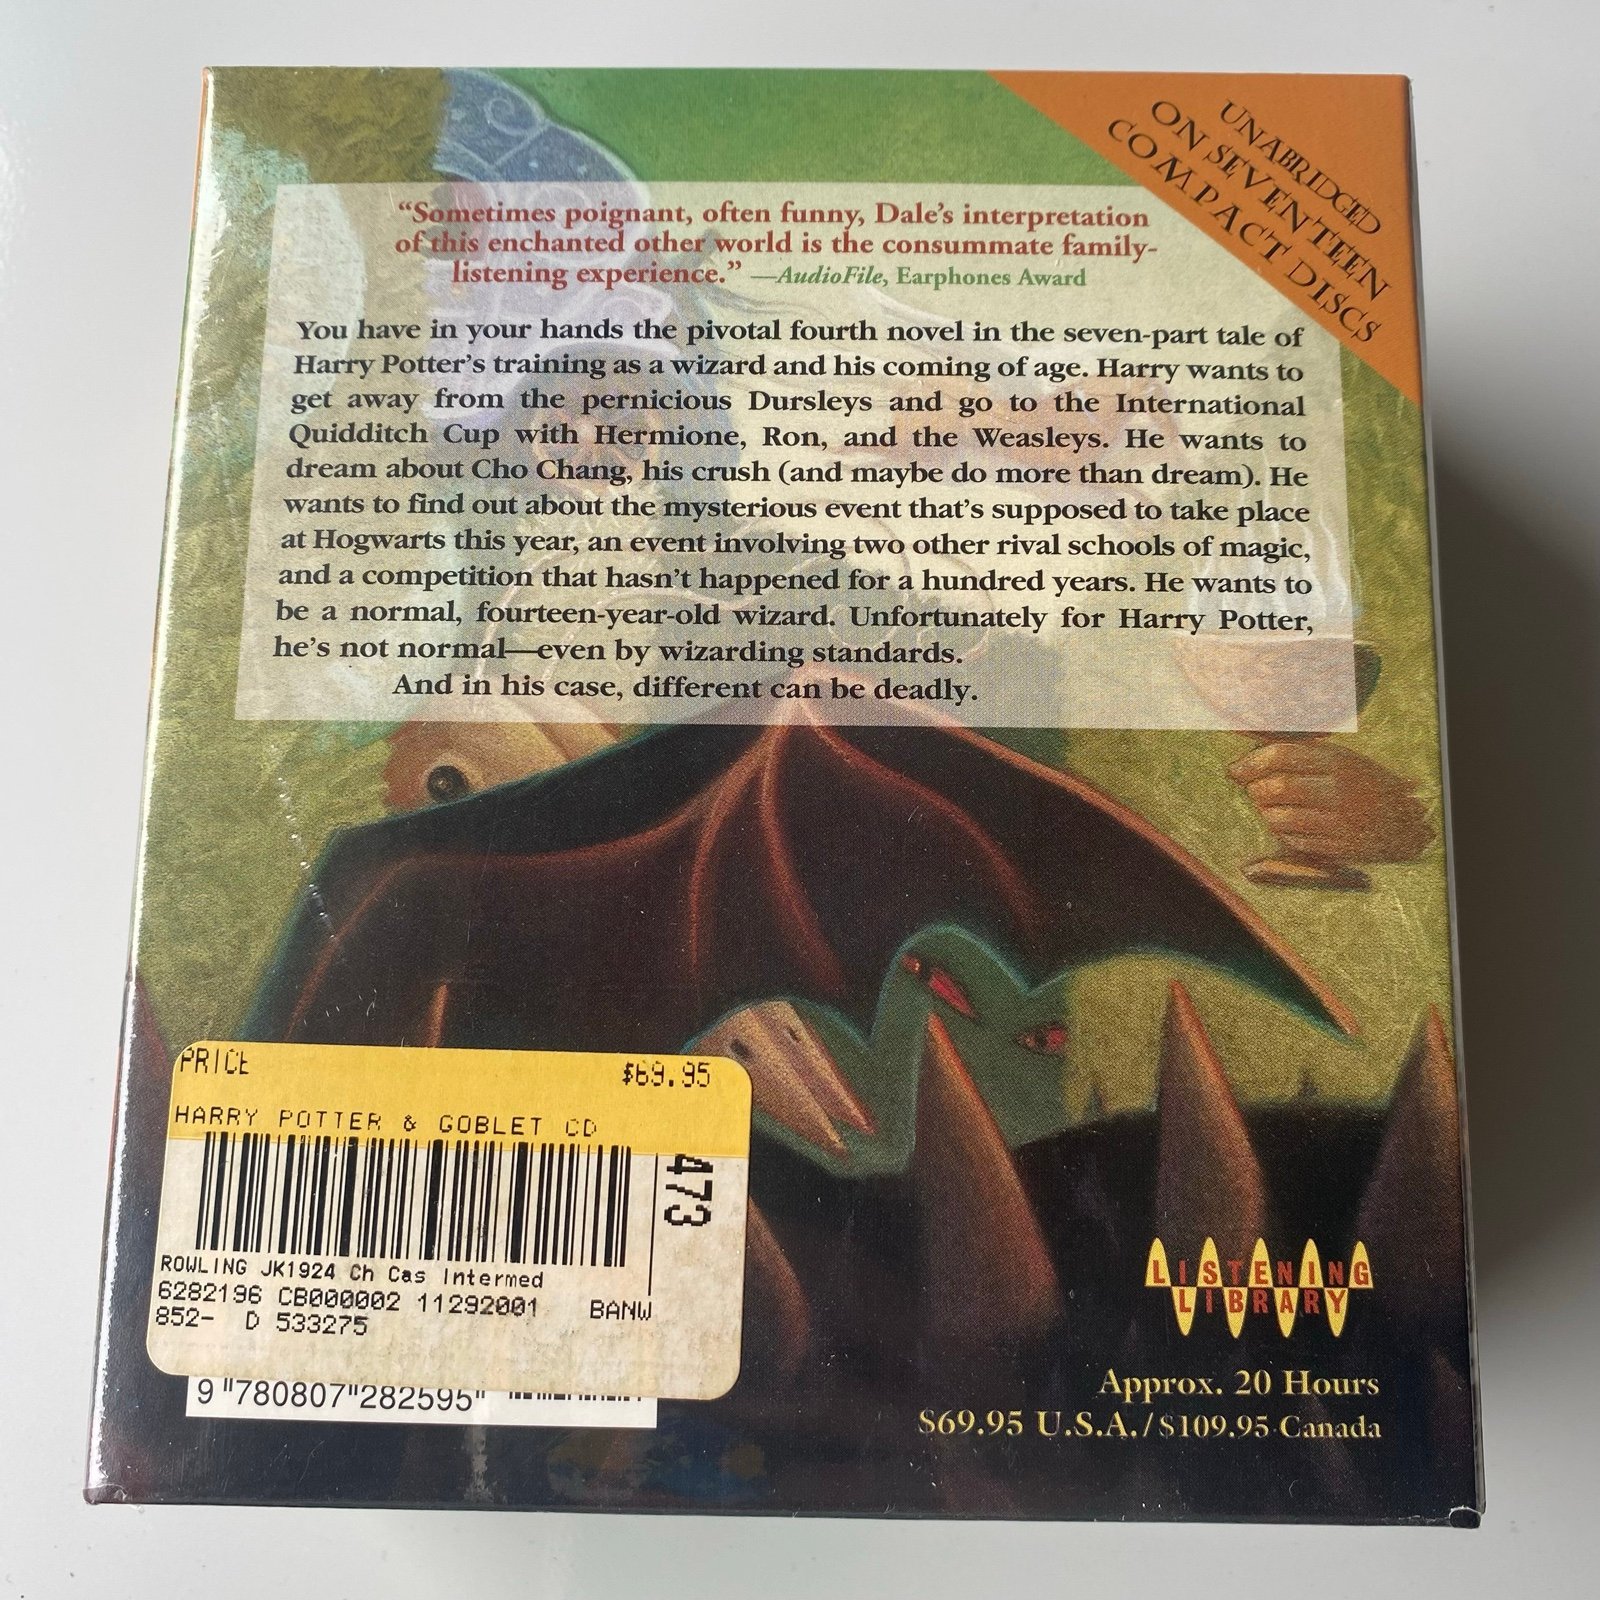 UNABRIDGED
ON SEVENTEEN
COMPACT DISCS
“Sometimes poignant, often funny, Dale’s interpretation
of this enchanted other world is the consummate family-
listening experience.” —AudioFile, Earphones Award
You have in your hands the pivotal fourth novel in the seven-part tale of
Harry Potter’s training as a wizard and his coming of age. Harry wants to
get away from the pernicious Dursleys and go to the International
Quidditch Cup with Hermione, Ron, and the Weasleys. He wants to
dream about Cho Chang, his crush (and maybe do more than dream). He
wants to find out about the mysterious event that’s supposed to take place
at Hogwarts this year, an event involving two other rival schools of magic,
and a competition that hasn’t happened for a hundred years. He wants to
be a normal, fourteen-year-old wizard. Unfortunately for Harry Potter,
he’s not normal—even by wizarding standards.
And in his case, different can be deadly.
PRICE $69.95
HARRY POTTER & GOBLET CD
473
ROWLING JK1924 Ch Cas Intermed
6282196 CB000002 11292001 BANW
852- D 533275
9 780807 282595
LISTENING
LIBRARY
Approx. 20 Hours
$69.95 U.S.A./$109.95 Canada